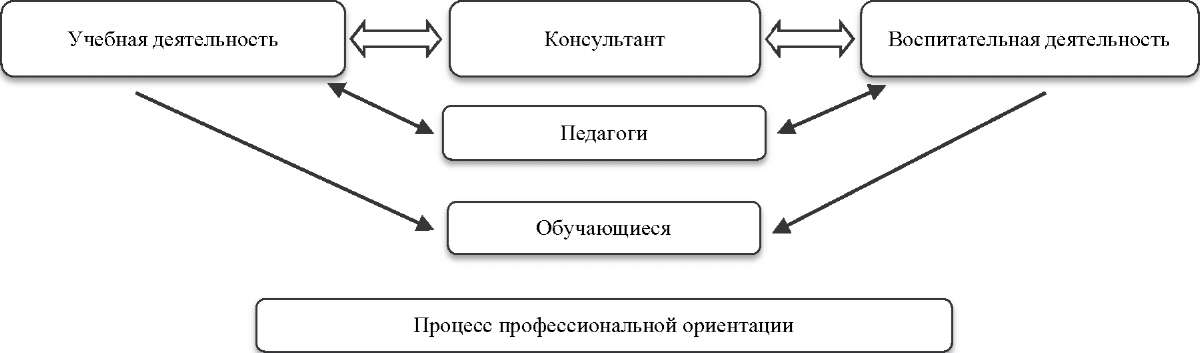 Учебная деятельность
Консультант
Воспитательная деятельность
Педагоги
Обучающиеся
Процесс профессиональной ориентации